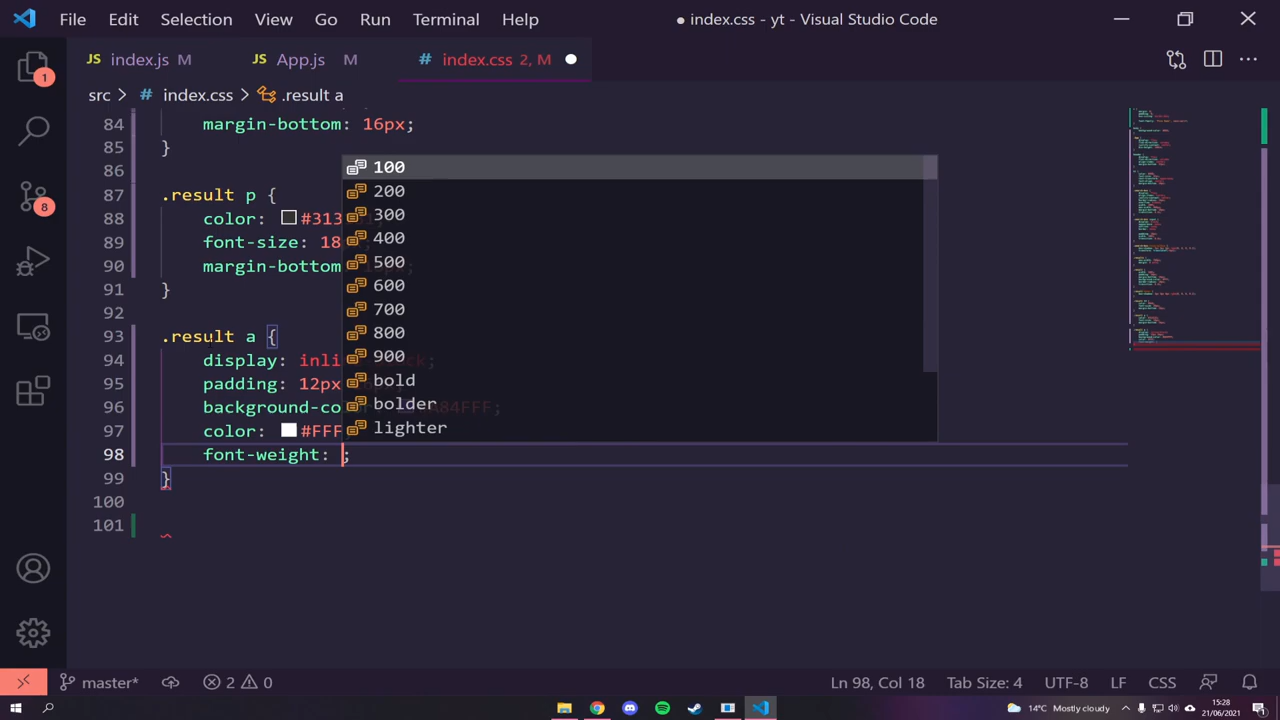 File Edit Selection View Go Run Terminal Help ● index.css - yt - Visual Studio Code
JS index.js M JS App.js M # index.css 2, M
src > # index.css > .result a
84 margin-bottom: 16px;
85 }
86
87 .result p {
88 color: #313
89 font-size: 18
90 margin-bottom
91 }
92
93 .result a {
94 display: inli
95 padding: 12px
96 background-co 484FFF;
97 color: #FFF
98 font-weight: ;
99 }
100
101
100
200
300
400
500
600
700
800
900
bold
bolder
lighter
1
8
master* 2 0 Ln 98, Col 18 Tab Size: 4 UTF-8 LF CSS
14°C Mostly cloudy 15:28
21/06/2021
1